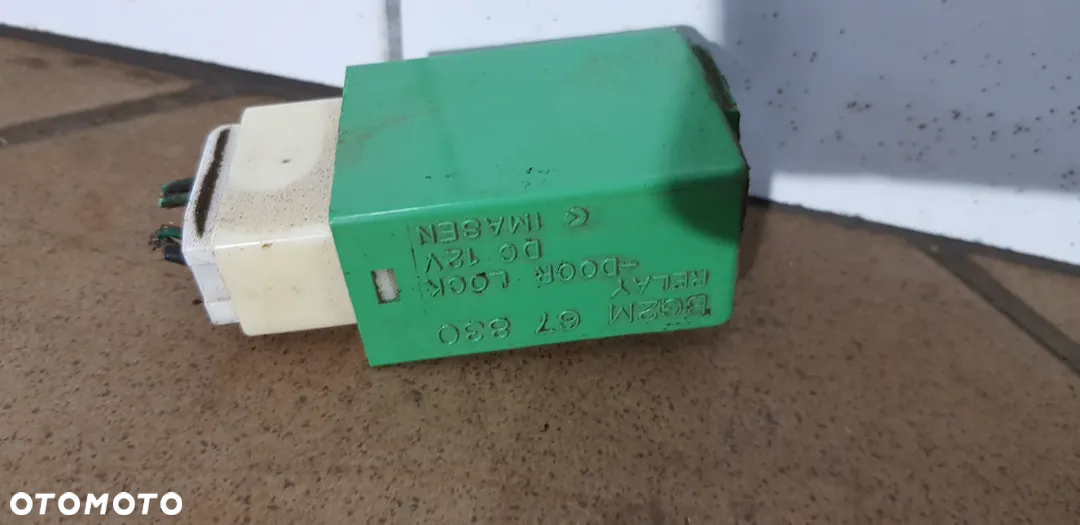 BG2M 67 830
RELAY
-DOOR LOCK
DC 12V
IMASEN
OTOMOTO